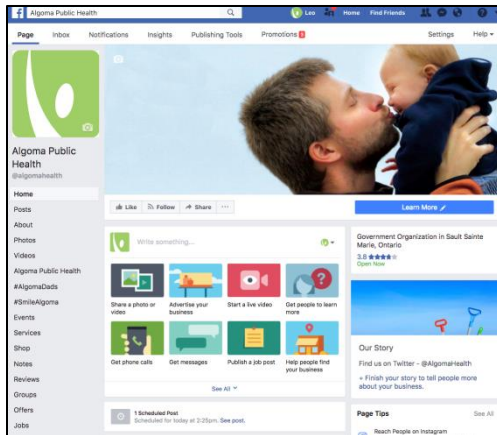 Algoma Public Health
Leo Home Find Friends
Page Inbox Notifications Insights Publishing Tools Promotions Settings Help
Algoma Public
Health
@algomahealth
Home
Posts
About
Photos
Videos
Algoma Public Health
#AlgomaDads
#SmileAlgoma
Events
Services
Shop
Notes
Reviews
Groups
Offers
Jobs
Like Follow Share ...
Learn More
Write something...
Share a photo or
video
Advertise your
business
Start a live video
Get people to learn
more
Get phone calls
Get messages
Publish a job post
Help people find
your business
See All
1 Scheduled Post
Scheduled for today at 2:25pm. See post.
Government Organization in Sault Sainte
Marie, Ontario
3.8
Open Now
Our Story
Find us on Twitter - @AlgomaHealth
+ Finish your story to tell people more
about your business.
Page Tips See All
Reach People on Instagram